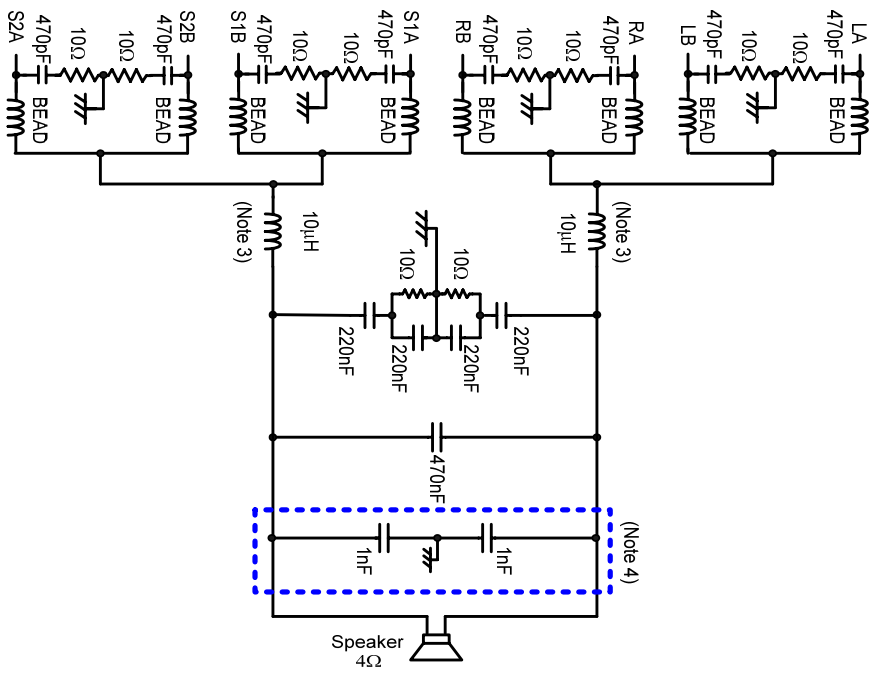 S2A
470pF
10Ω
10Ω
470pF
S2B
S1B
470pF
10Ω
10Ω
470pF
S1A
RB
470pF
10Ω
10Ω
470pF
RA
LB
470pF
10Ω
10Ω
470pF
LA
BEAD
BEAD
BEAD
BEAD
BEAD
BEAD
BEAD
BEAD
(Note 3)
10μH
10μH
(Note 3)
10Ω
10Ω
220nF
220nF
220nF
220nF
470nF
(Note 4)
1nF
1nF
Speaker
4Ω